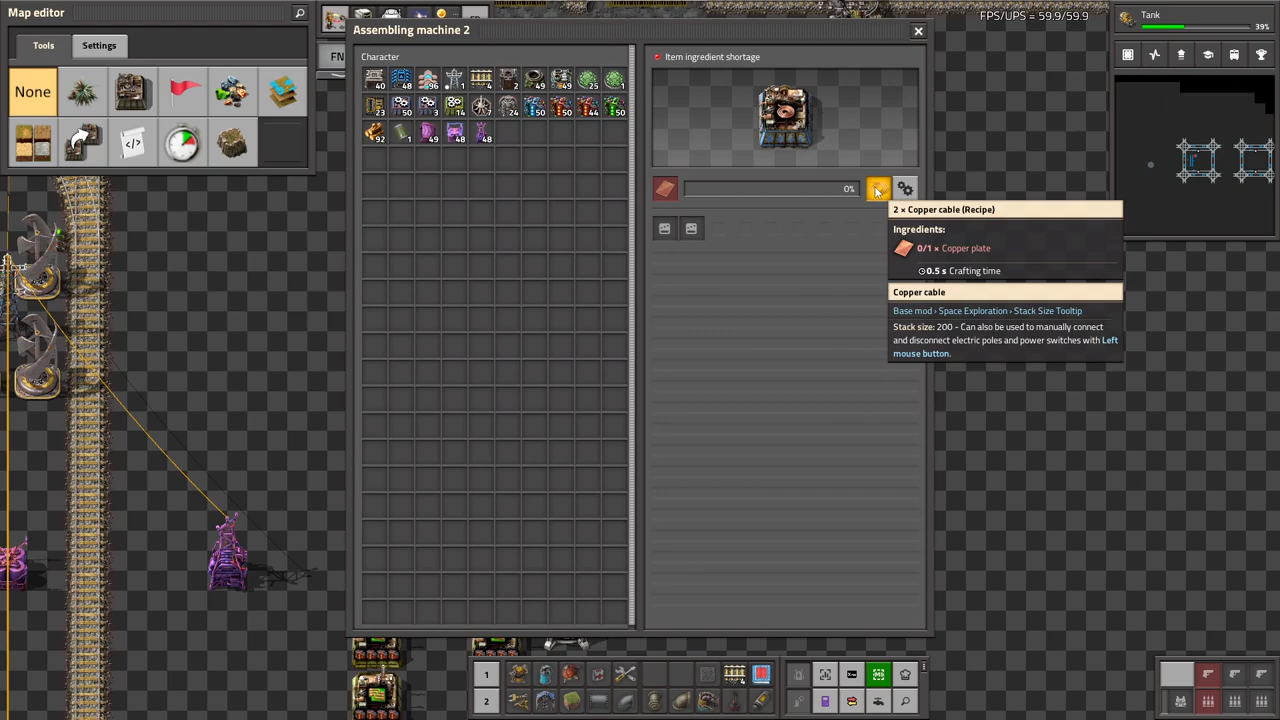 Map editor
Tools
Settings
None
FN
Assembling machine 2
Character
40
48
96
1
4
2
49
49
25
1
23
50
3
14
24
50
50
44
50
92
1
49
48
48
Item ingredient shortage
0%
2 × Copper cable (Recipe)
Ingredients:
0/1 × Copper plate
0.5 s Crafting time
Copper cable
Base mod › Space Exploration › Stack Size Tooltip
Stack size: 200 - Can also be used to manually connect
and disconnect electric poles and power switches with Left
mouse button.
FPS/UPS = 59.9/59.9
Tank
39%
1
4
2